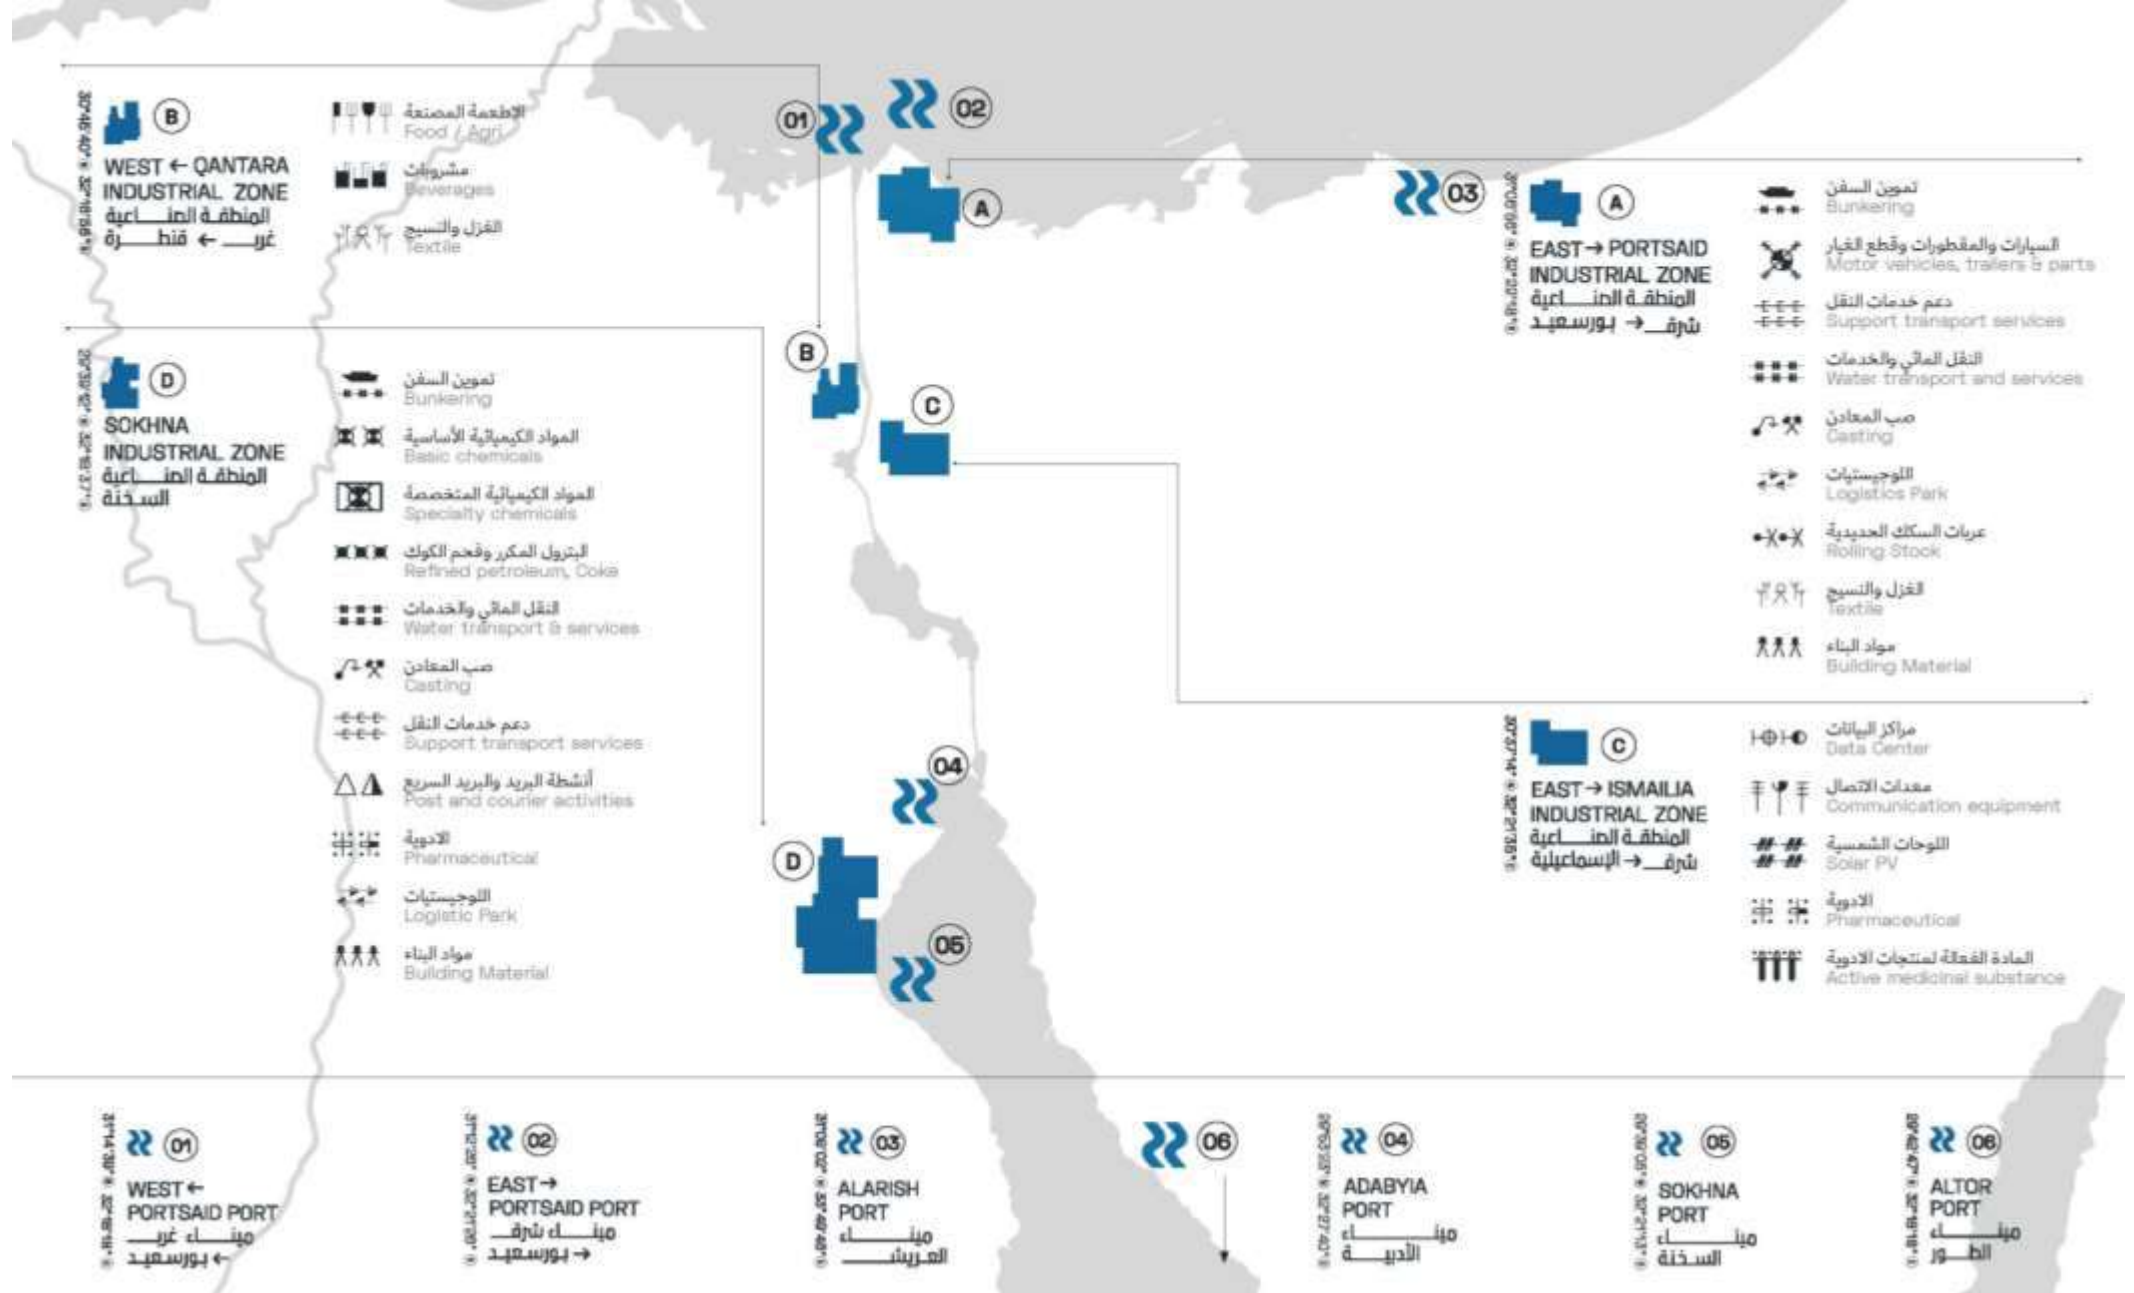 01
02
03
A
B
C
D
04
05
06
B
WEST ← QANTARA
INDUSTRIAL ZONE
المنطقة الصناعية
غرب ← قنطرة
الاطعمة المصنعة
Food / Agri
مشروبات
Beverages
الغزل والنسيج
Textile
D
SOKHNA
INDUSTRIAL ZONE
المنطقة الصناعية
السخنة
تموين السفن
Bunkering
المواد الكيميائية الأساسية
Basic chemicals
المواد الكيميائية المتخصصة
Specialty chemicals
البترول المكرر وفحم الكوك
Refined petroleum, Coke
النقل المائي والخدمات
Water transport & services
صب المعادن
Casting
دعم خدمات النقل
Support transport services
أنشطة البريد والبريد السريع
Post and courier activities
الادوية
Pharmaceutical
اللوجيستيات
Logistic Park
مواد البناء
Building Material
A
EAST → PORTSAID
INDUSTRIAL ZONE
المنطقة الصناعية
شرق → بورسعيد
تموين السفن
Bunkering
السيارات والمقطورات وقطع الغيار
Motor vehicles, trailers & parts
دعم خدمات النقل
Support transport services
النقل المائي والخدمات
Water transport and services
صب المعادن
Casting
اللوجيستيات
Logistics Park
عربات السكك الحديدية
Rolling Stock
الغزل والنسيج
Textile
مواد البناء
Building Material
C
EAST → ISMAILIA
INDUSTRIAL ZONE
المنطقة الصناعية
شرق → الإسماعيلية
مراكز البيانات
Data Center
معدات الاتصال
Communication equipment
اللوحات الشمسية
Solar PV
الادوية
Pharmaceutical
المادة الفعالة لمنتجات الادوية
Active medicinal substance
01
WEST ←
PORTSAID PORT
ميناء غرب
← بورسعيد
02
EAST →
PORTSAID PORT
ميناء شرق
→ بورسعيد
03
ALARISH
PORT
ميناء
العريش
04
ADABYIA
PORT
ميناء
الأدبية
05
SOKHNA
PORT
ميناء
السخنة
06
ALTOR
PORT
ميناء
الطور